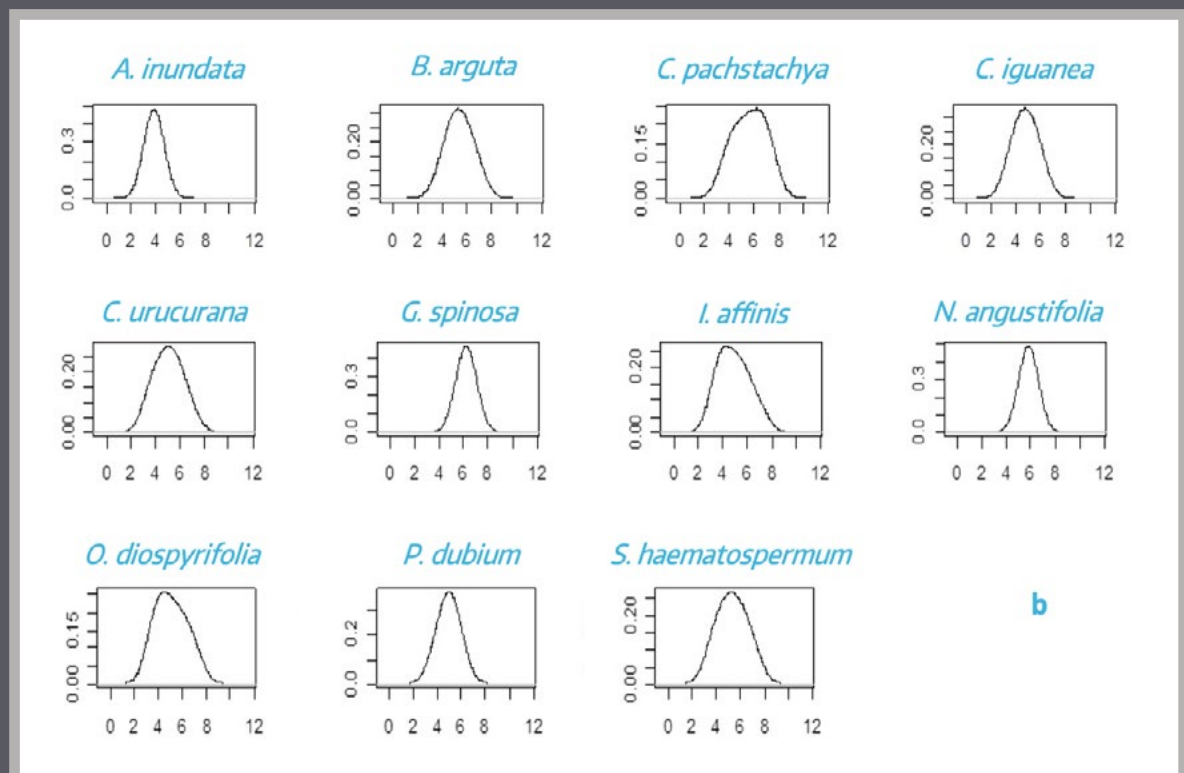 A. inundata
B. arguta
C. pachstachya
C. iguanea
0.0 0.3
0.00 0.20
0.00 0.15
0.00 0.20
0 2 4 6 8 12
0 2 4 6 8 12
0 2 4 6 8 12
0 2 4 6 8 12
C. urucurana
G. spinosa
I. affinis
N. angustifolia
0.00 0.20
0.0 0.3
0.00 0.20
0.0 0.3
0 2 4 6 8 12
0 2 4 6 8 12
0 2 4 6 8 12
0 2 4 6 8 12
O. diospyrifolia
P. dubium
S. haematospermum
0.00 0.15
0.0 0.2
0.00 0.20
b
0 2 4 6 8 12
0 2 4 6 8 12
0 2 4 6 8 12